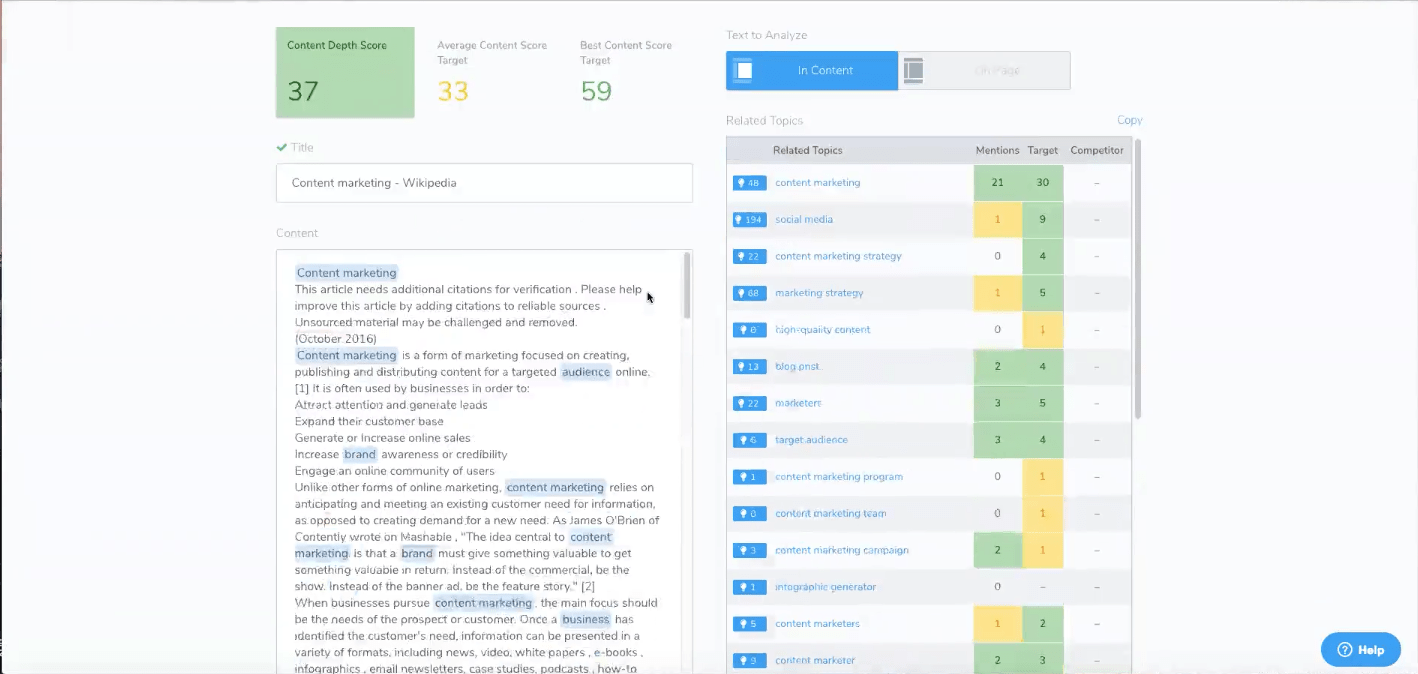 Content Depth Score
37
Average Content Score
Target
33
Best Content Score
Target
59
Title
Content marketing - Wikipedia
Content
Content marketing
This article needs additional citations for verification . Please help
improve this article by adding citations to reliable sources .
Unsourced material may be challenged and removed.
(October 2016)
Content marketing is a form of marketing focused on creating,
publishing and distributing content for a targeted audience online.
[1] It is often used by businesses in order to:
Attract attention and generate leads
Expand their customer base
Generate or Increase online sales
Increase brand awareness or credibility
Engage an online community of users
Unlike other forms of online marketing, content marketing relies on
anticipating and meeting an existing customer need for information,
as opposed to creating demand for a new need. As James O'Brien of
Contently wrote on Mashable , "The idea central to content
marketing is that a brand must give something valuable to get
something valuable in return. Instead of the commercial, be the
show. Instead of the banner ad, be the feature story." [2]
When businesses pursue content marketing , the main focus should
be the needs of the prospect or customer. Once a business has
identified the customer's need, information can be presented in a
variety of formats, including news, video, white papers , e-books ,
infographics , email newsletters, case studies, podcasts , how-to
Text to Analyze
In Content
On Page
Related Topics
Copy
Related Topics Mentions Target Competitor
48 content marketing 21 30 –
194 social media 1 9 –
22 content marketing strategy 0 4 –
68 marketing strategy 1 5 –
0 high-quality content 0 1 –
13 blog post 2 4 –
22 marketers 3 5 –
6 target audience 3 4 –
1 content marketing program 0 1 –
0 content marketing team 0 1 –
3 content marketing campaign 2 1 –
1 infographic generator 0 – –
5 content marketers 1 2 –
9 content marketer 2 3 –
Help